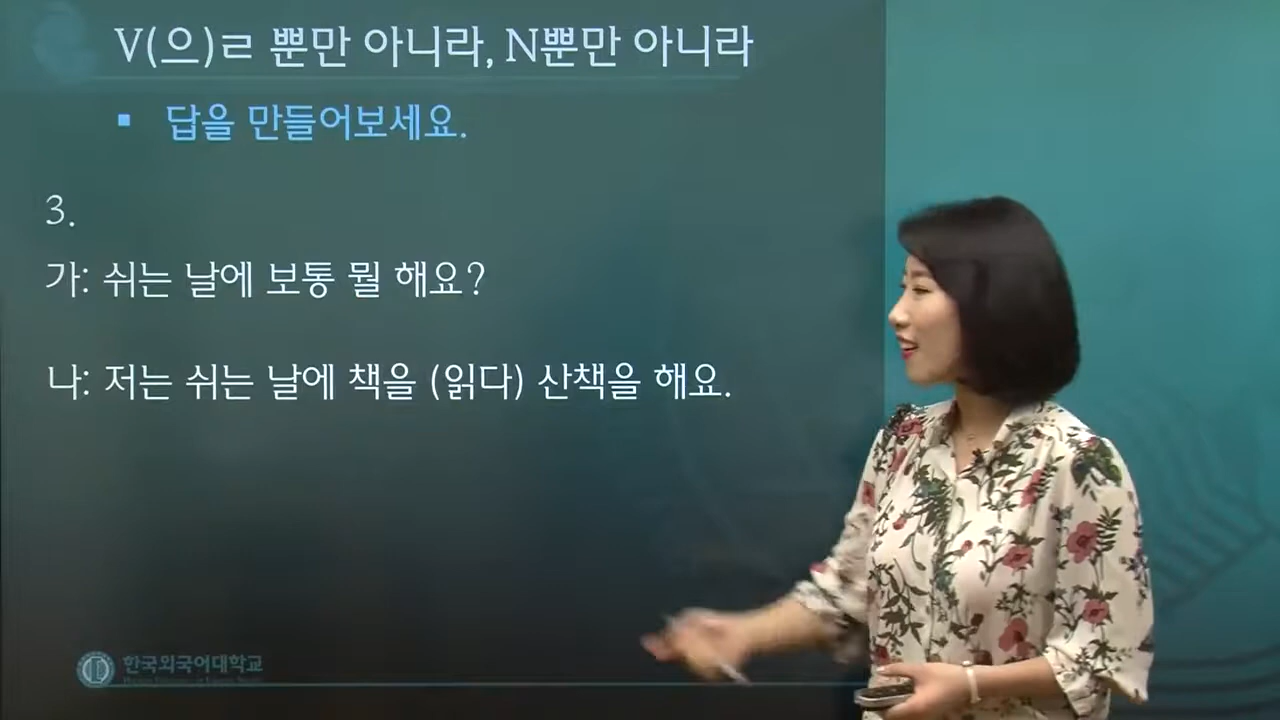 V(으)ㄹ 뿐만 아니라, N뿐만 아니라
▪ 답을 만들어보세요.
3.
가: 쉬는 날에 보통 뭘 해요?
나: 저는 쉬는 날에 책을 (읽다) 산책을 해요.
한국외국어대학교